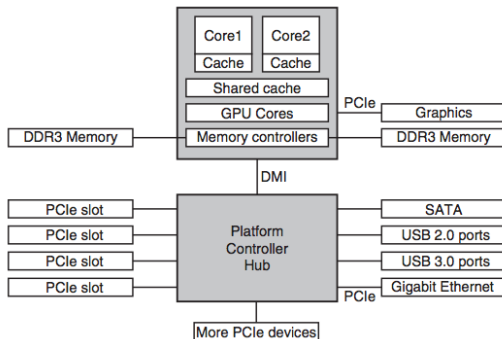 Core1 Core2
Cache Cache
Shared cache
GPU Cores
PCIe
Graphics
DDR3 Memory
Memory controllers
DDR3 Memory
DMI
PCIe slot
SATA
PCIe slot
Platform
Controller
Hub
USB 2.0 ports
PCIe slot
USB 3.0 ports
PCIe slot
PCIe
Gigabit Ethernet
More PCIe devices